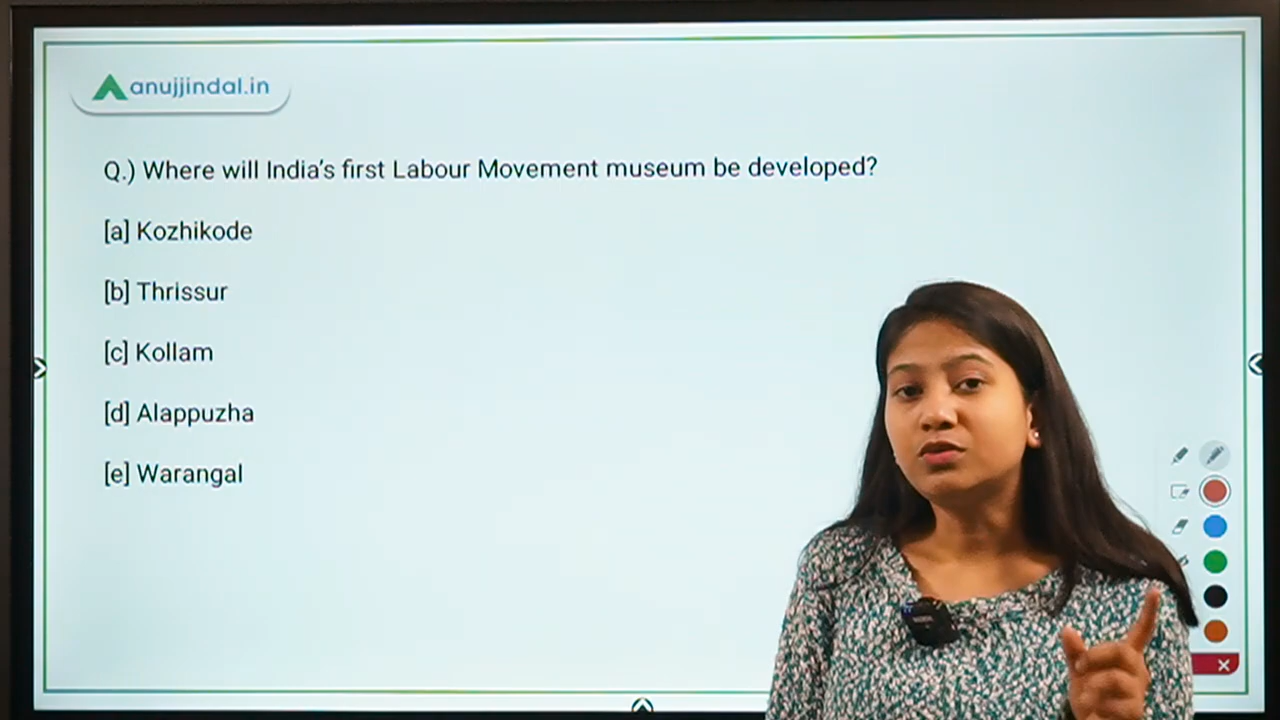 anujjindal.in
Q.) Where will India's first Labour Movement museum be developed?
[a] Kozhikode
[b] Thrissur
[c] Kollam
[d] Alappuzha
[e] Warangal